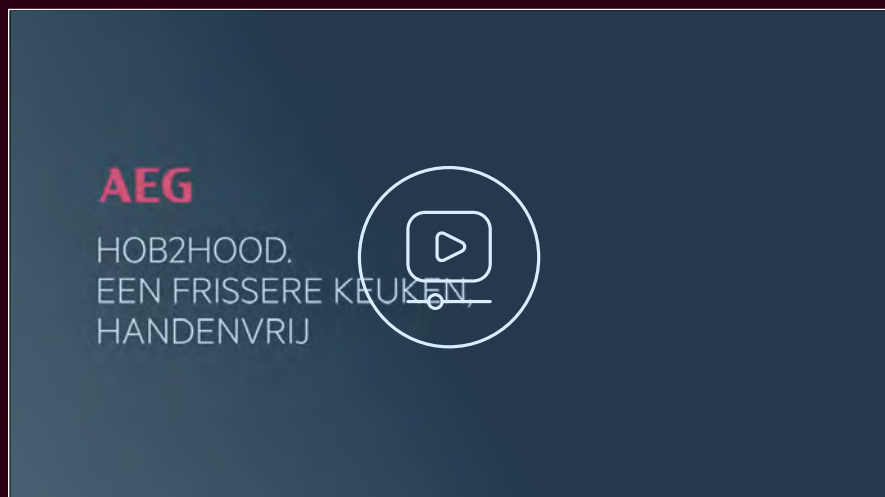 AEG
HOB2HOOD.
EEN FRISSERE KEUKEN,
HANDENVRIJ